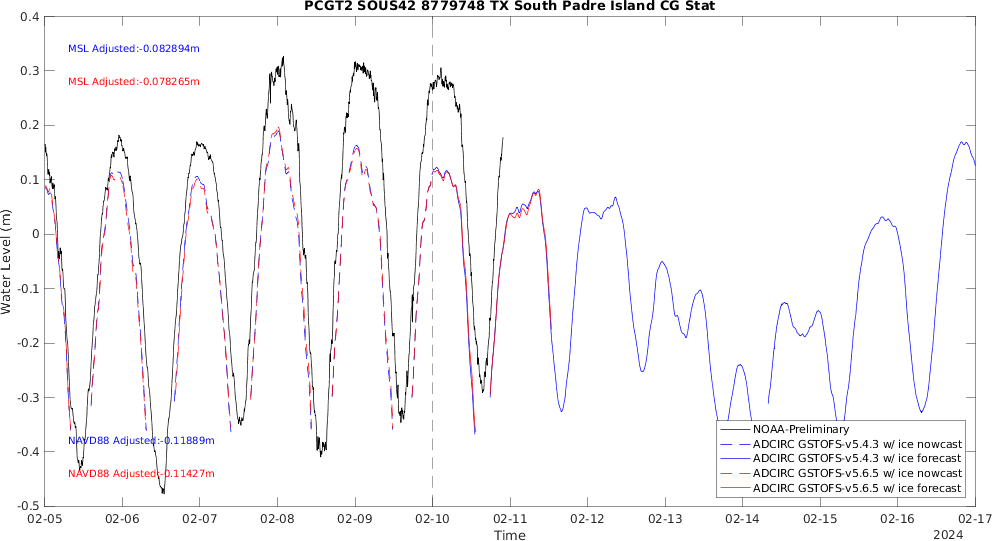 PCGT2 SOUS42 8779748 TX South Padre Island CG Stat
0.4
MSL Adjusted:-0.082894m
0.3
MSL Adjusted:-0.078265m
0.2
0.1
0
Water Level (m)
-0.1
-0.2
-0.3
NOAA-Preliminary
NAVD88 Adjusted:-0.11889m
ADCIRC GSTOFS-v5.4.3 w/ ice nowcast
-0.4
ADCIRC GSTOFS-v5.4.3 w/ ice forecast
NAVD88 Adjusted:-0.11427m
ADCIRC GSTOFS-v5.6.5 w/ ice nowcast
ADCIRC GSTOFS-v5.6.5 w/ ice forecast
-0.5
02-05 02-06 02-07 02-08 02-09 02-10 02-11 02-12 02-13 02-14 02-15 02-16 02-17
Time
2024